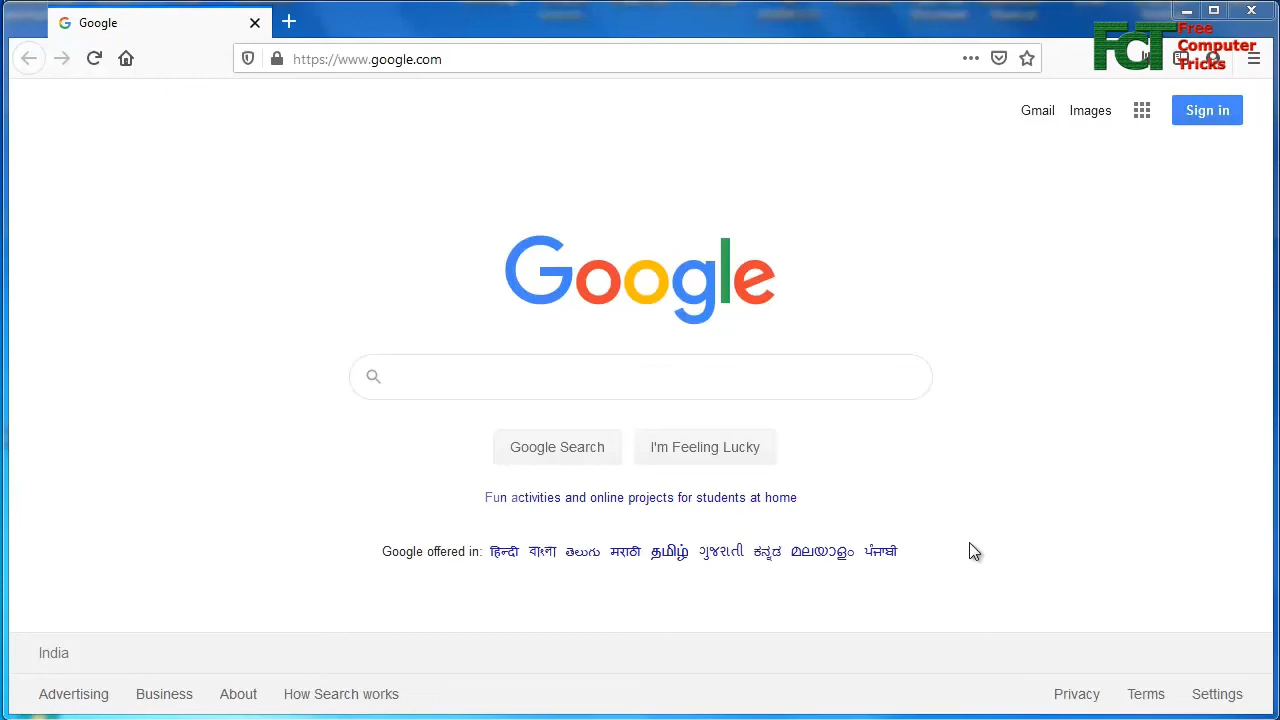 Google
https://www.google.com
FCT Free Computer Tricks
Gmail Images Sign in
Google
Google Search I'm Feeling Lucky
Fun activities and online projects for students at home
Google offered in: हिन्दी বাংলা తెలుగు मराठी தமிழ் ગુજરાતી ಕನ್ನಡ മലയാളം ਪੰਜਾਬੀ
India
Advertising Business About How Search works Privacy Terms Settings